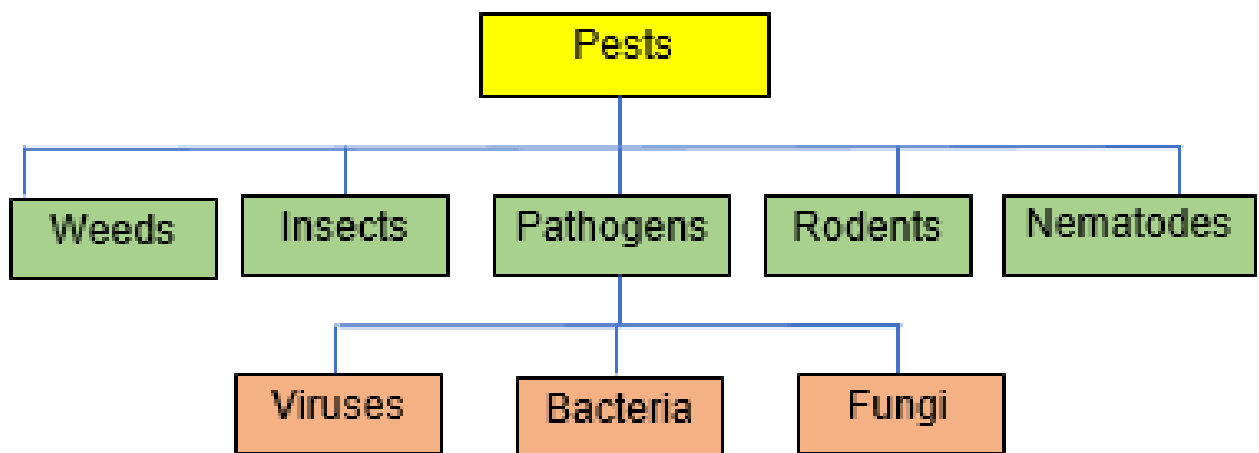 Pests
Weeds
Insects
Pathogens
Rodents
Nematodes
Viruses
Bacteria
Fungi